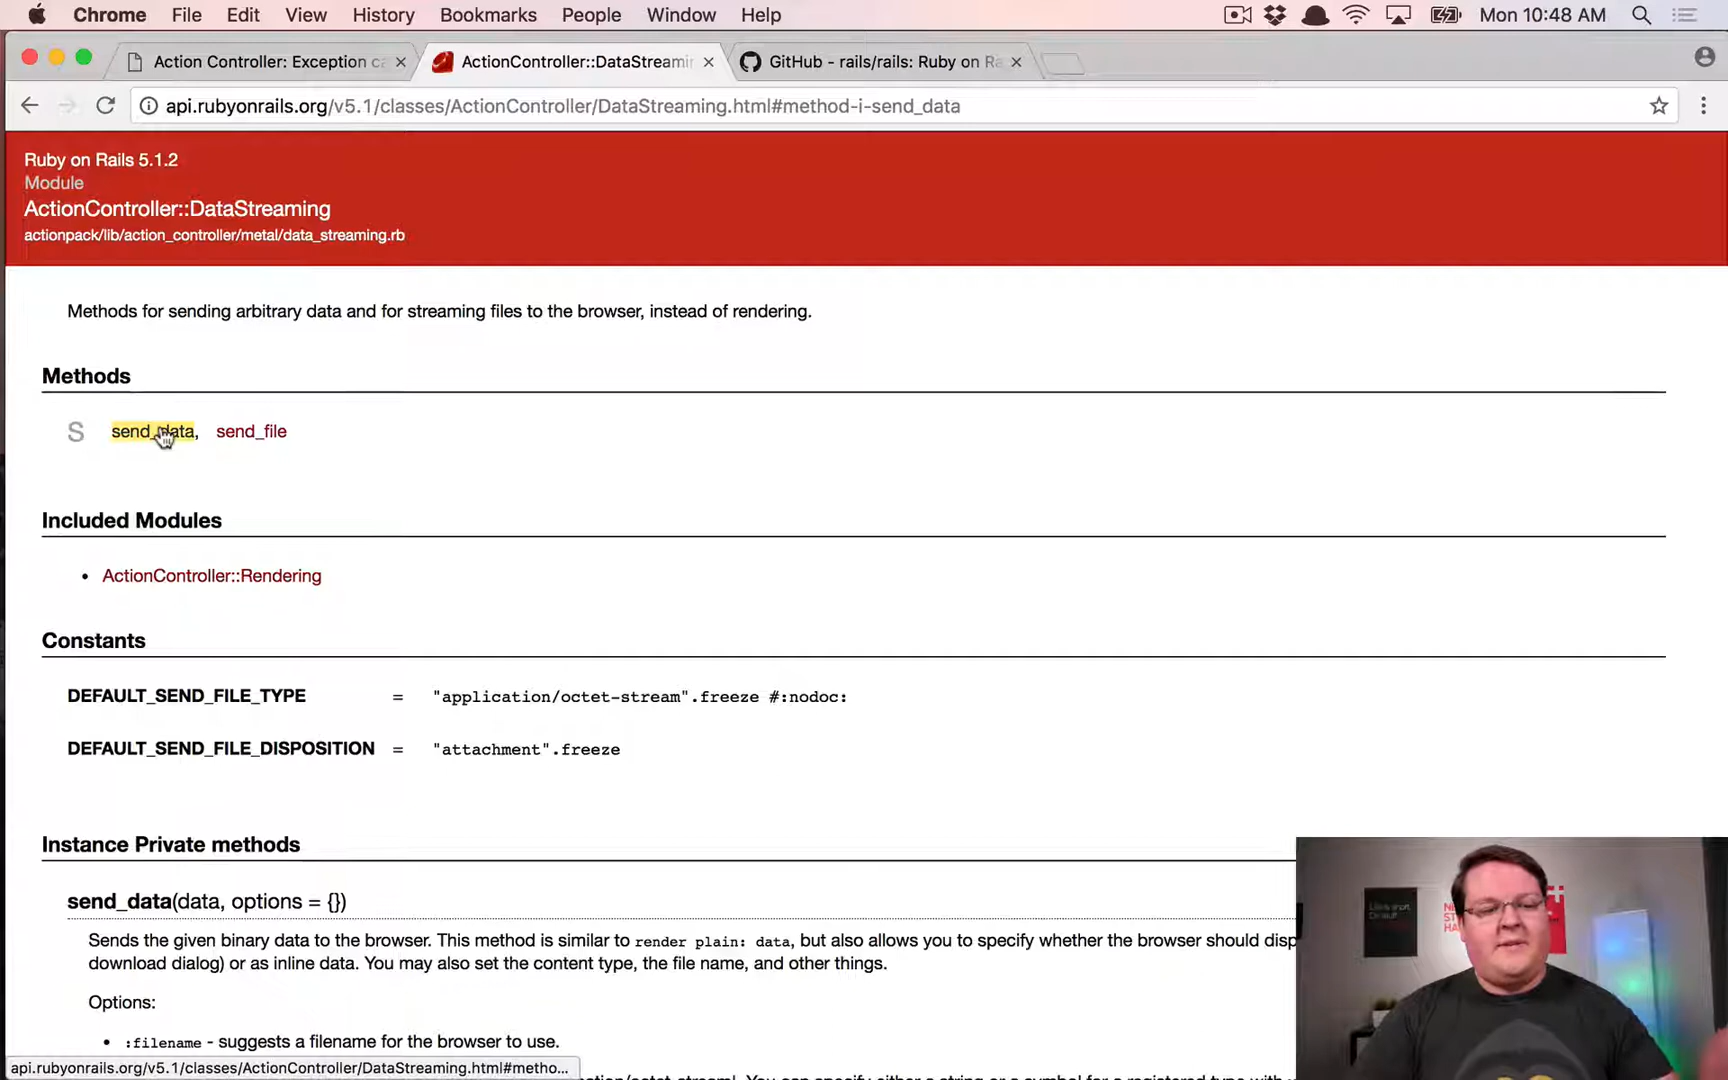 Chrome File Edit View History Bookmarks People Window Help Mon 10:48 AM
Action Controller: Exception ca
ActionController::DataStreamin
GitHub - rails/rails: Ruby on Ra
api.rubyonrails.org/v5.1/classes/ActionController/DataStreaming.html#method-i-send_data
Ruby on Rails 5.1.2
Module
ActionController::DataStreaming
actionpack/lib/action_controller/metal/data_streaming.rb
Methods for sending arbitrary data and for streaming files to the browser, instead of rendering.
Methods
S send_data, send_file
Included Modules
• ActionController::Rendering
Constants
DEFAULT_SEND_FILE_TYPE = "application/octet-stream".freeze #:nodoc:
DEFAULT_SEND_FILE_DISPOSITION = "attachment".freeze
Instance Private methods
send_data(data, options = {})
Sends the given binary data to the browser. This method is similar to render plain: data, but also allows you to specify whether the browser should disp
download dialog) or as inline data. You may also set the content type, the file name, and other things.
Options:
• :filename - suggests a filename for the browser to use.
api.rubyonrails.org/v5.1/classes/ActionController/DataStreaming.html#metho...